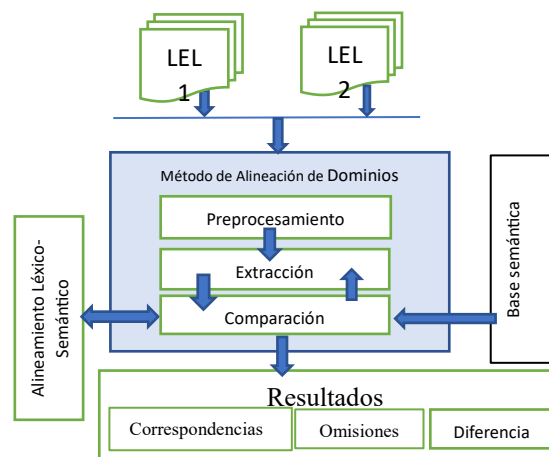 LEL
1
LEL
2
Método de Alineación de Dominios
Preprocesamiento
Extracción
Comparación
Alineamiento Léxico-
Semántico
Base semántica
Resultados
Correspondencias
Omisiones
Diferencia